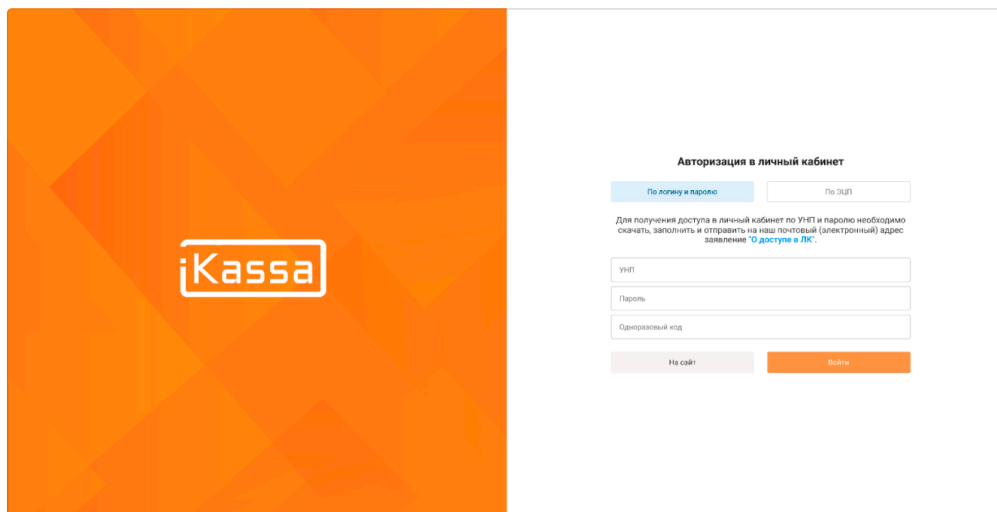 iKassa
Авторизация в личный кабинет
По логину и паролю
По ЭЦП
Для получения доступа в личный кабинет по УНП и паролю необходимо
скачать, заполнить и отправить на наш почтовый (электронный) адрес
заявление "О доступе в ЛК".
УНП
Пароль
Одноразовый код
На сайт
Войти